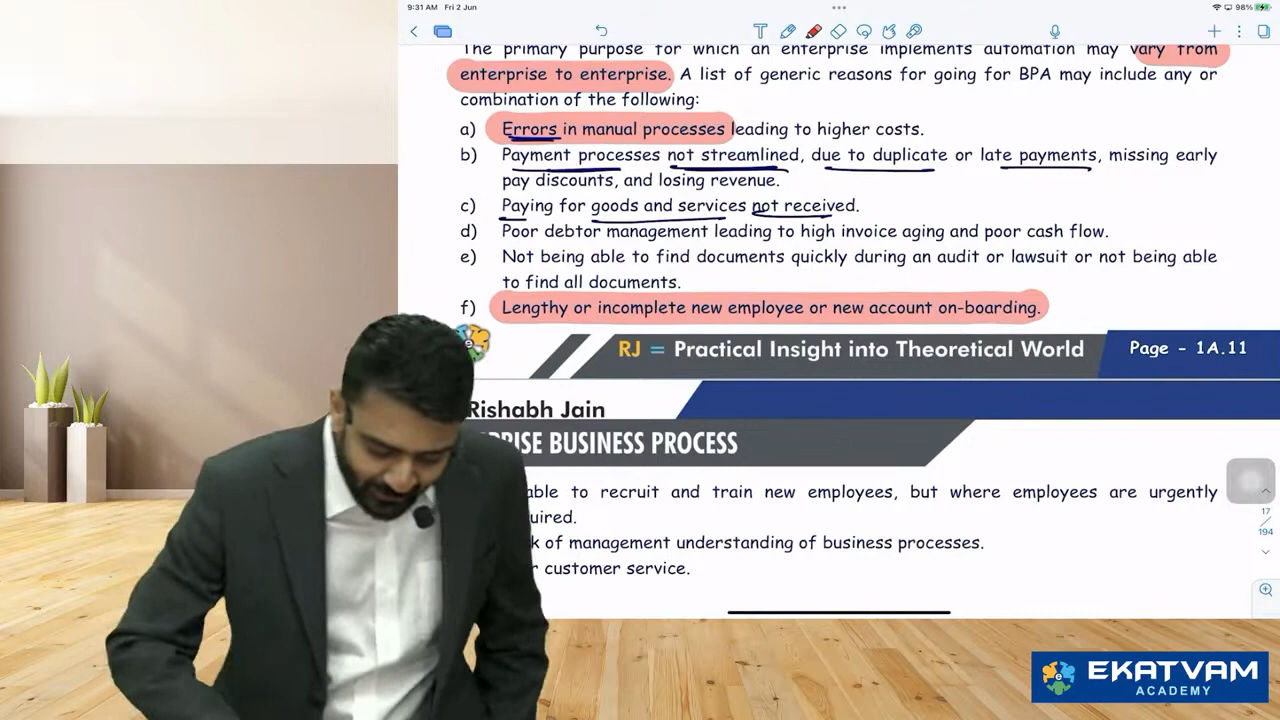 9:31 AM Fri 2 Jun
98%
The primary purpose for which an enterprise implements automation may vary from
enterprise to enterprise. A list of generic reasons for going for BPA may include any or
combination of the following:
a) Errors in manual processes leading to higher costs.
b) Payment processes not streamlined, due to duplicate or late payments, missing early
pay discounts, and losing revenue.
c) Paying for goods and services not received.
d) Poor debtor management leading to high invoice aging and poor cash flow.
e) Not being able to find documents quickly during an audit or lawsuit or not being able
to find all documents.
f) Lengthy or incomplete new employee or new account on-boarding.
RJ = Practical Insight into Theoretical World
Page - 1A.11
Rishabh Jain
BUSINESS PROCESS
able to recruit and train new employees, but where employees are urgently
of management understanding of business processes.
customer service.
17
194
EKATVAM
ACADEMY